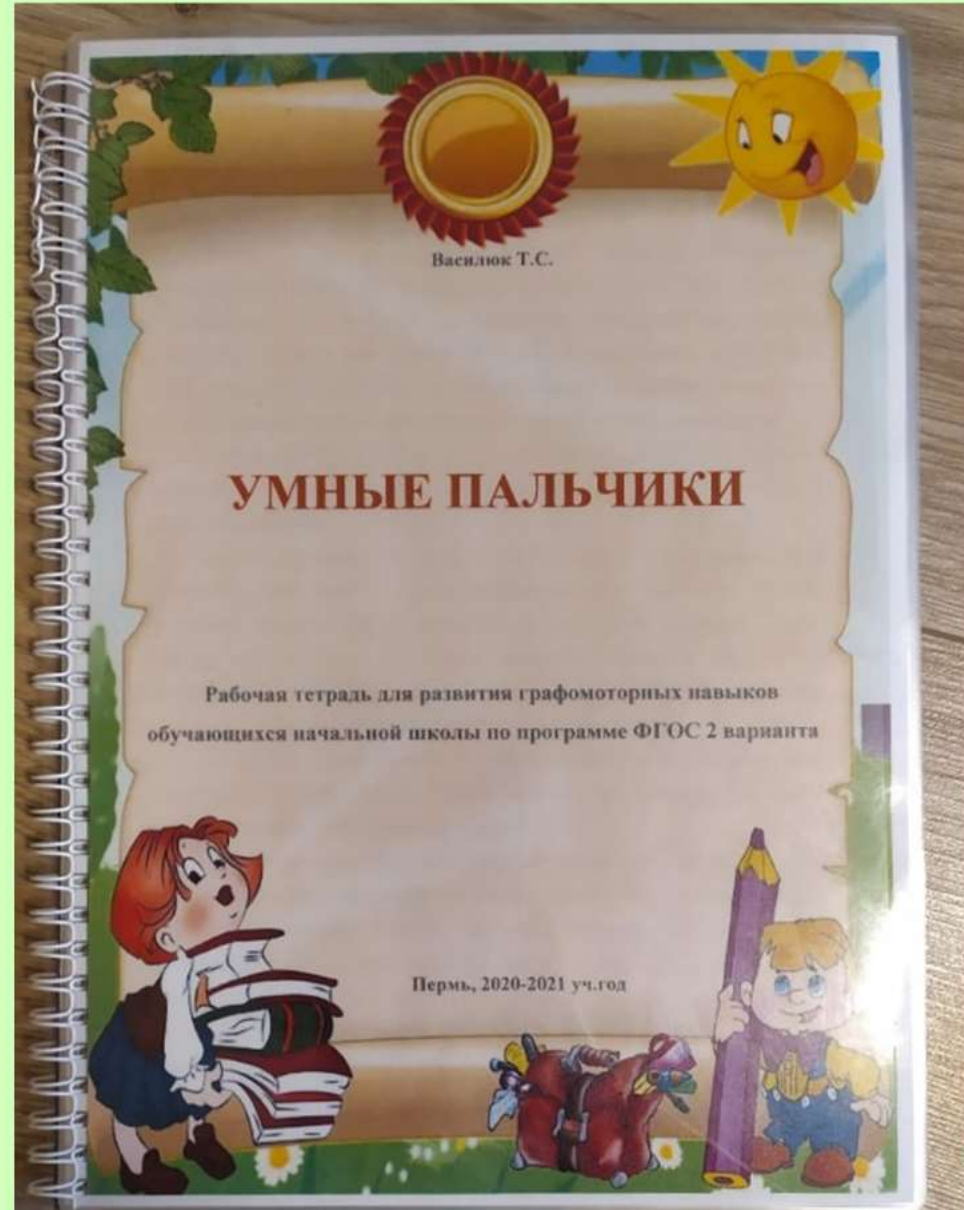 Василюк Т.С.
УМНЫЕ ПАЛЬЧИКИ
Рабочая тетрадь для развития графомоторных навыков
обучающихся начальной школы по программе ФГОС 2 варианта
Пермь, 2020-2021 уч.год